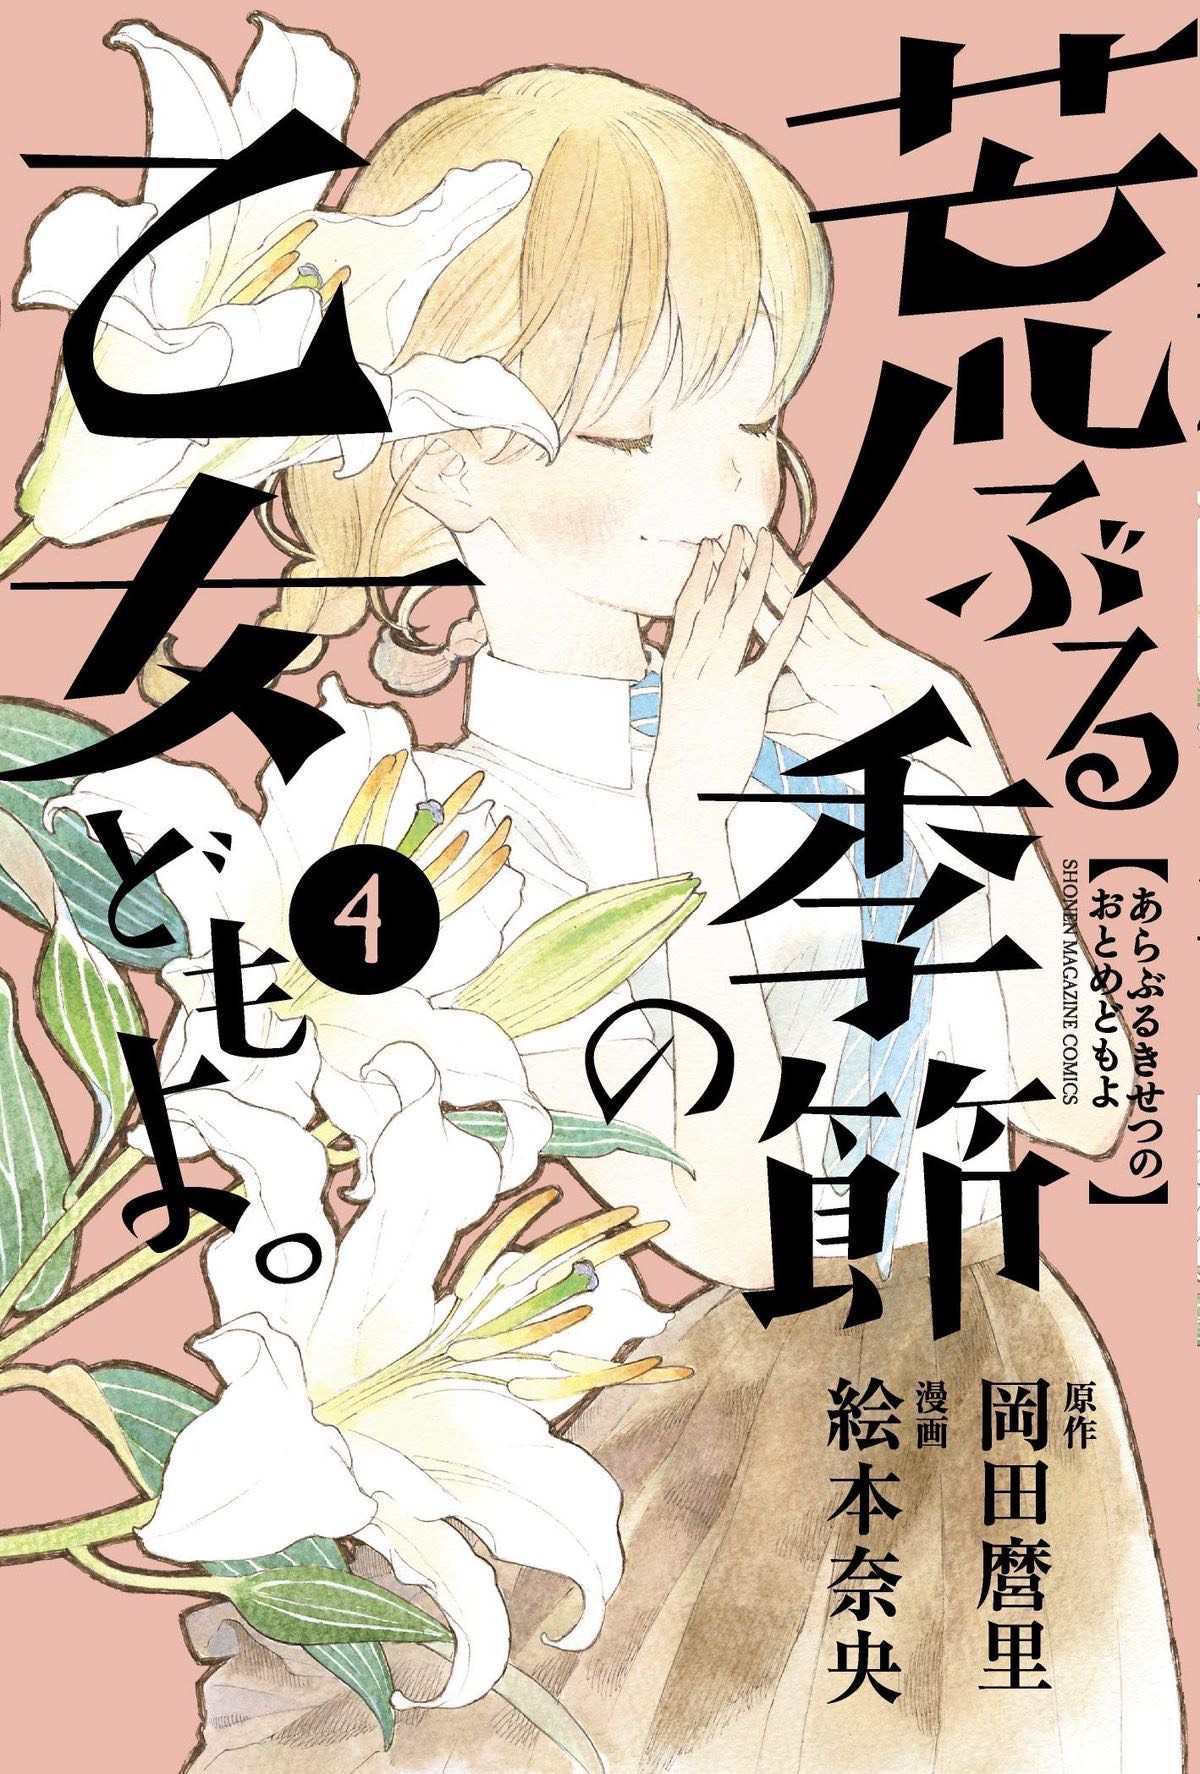 荒ぶる
季節の
乙女
どもよ。
4
【あらぶるきせつの
おとめどもよ】
SHONEN MAGAZINE COMICS
原作
岡田麿里
漫画
絵本奈央